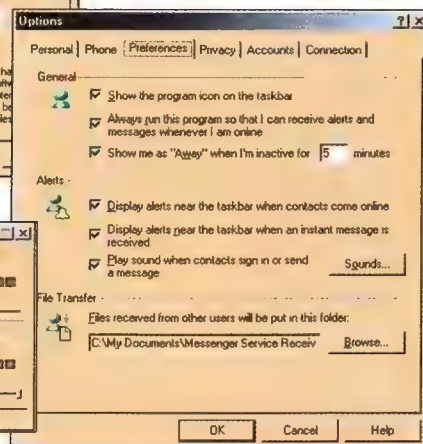 Options
Personal Phone Preferences Privacy Accounts Connection
General
Show the program icon on the taskbar
Always run this program so that I can receive alerts and
messages whenever I am online
Show me as "Away" when I'm inactive for 5 minutes
Alerts
Display alerts near the taskbar when contacts come online
Display alerts near the taskbar when an instant message is
received
Play sound when contacts sign in or send
a message
Sounds...
File Transfer
Files received from other users will be put in this folder:
C:\My Documents\Messenger Service Receiv
Browse...
OK Cancel Help